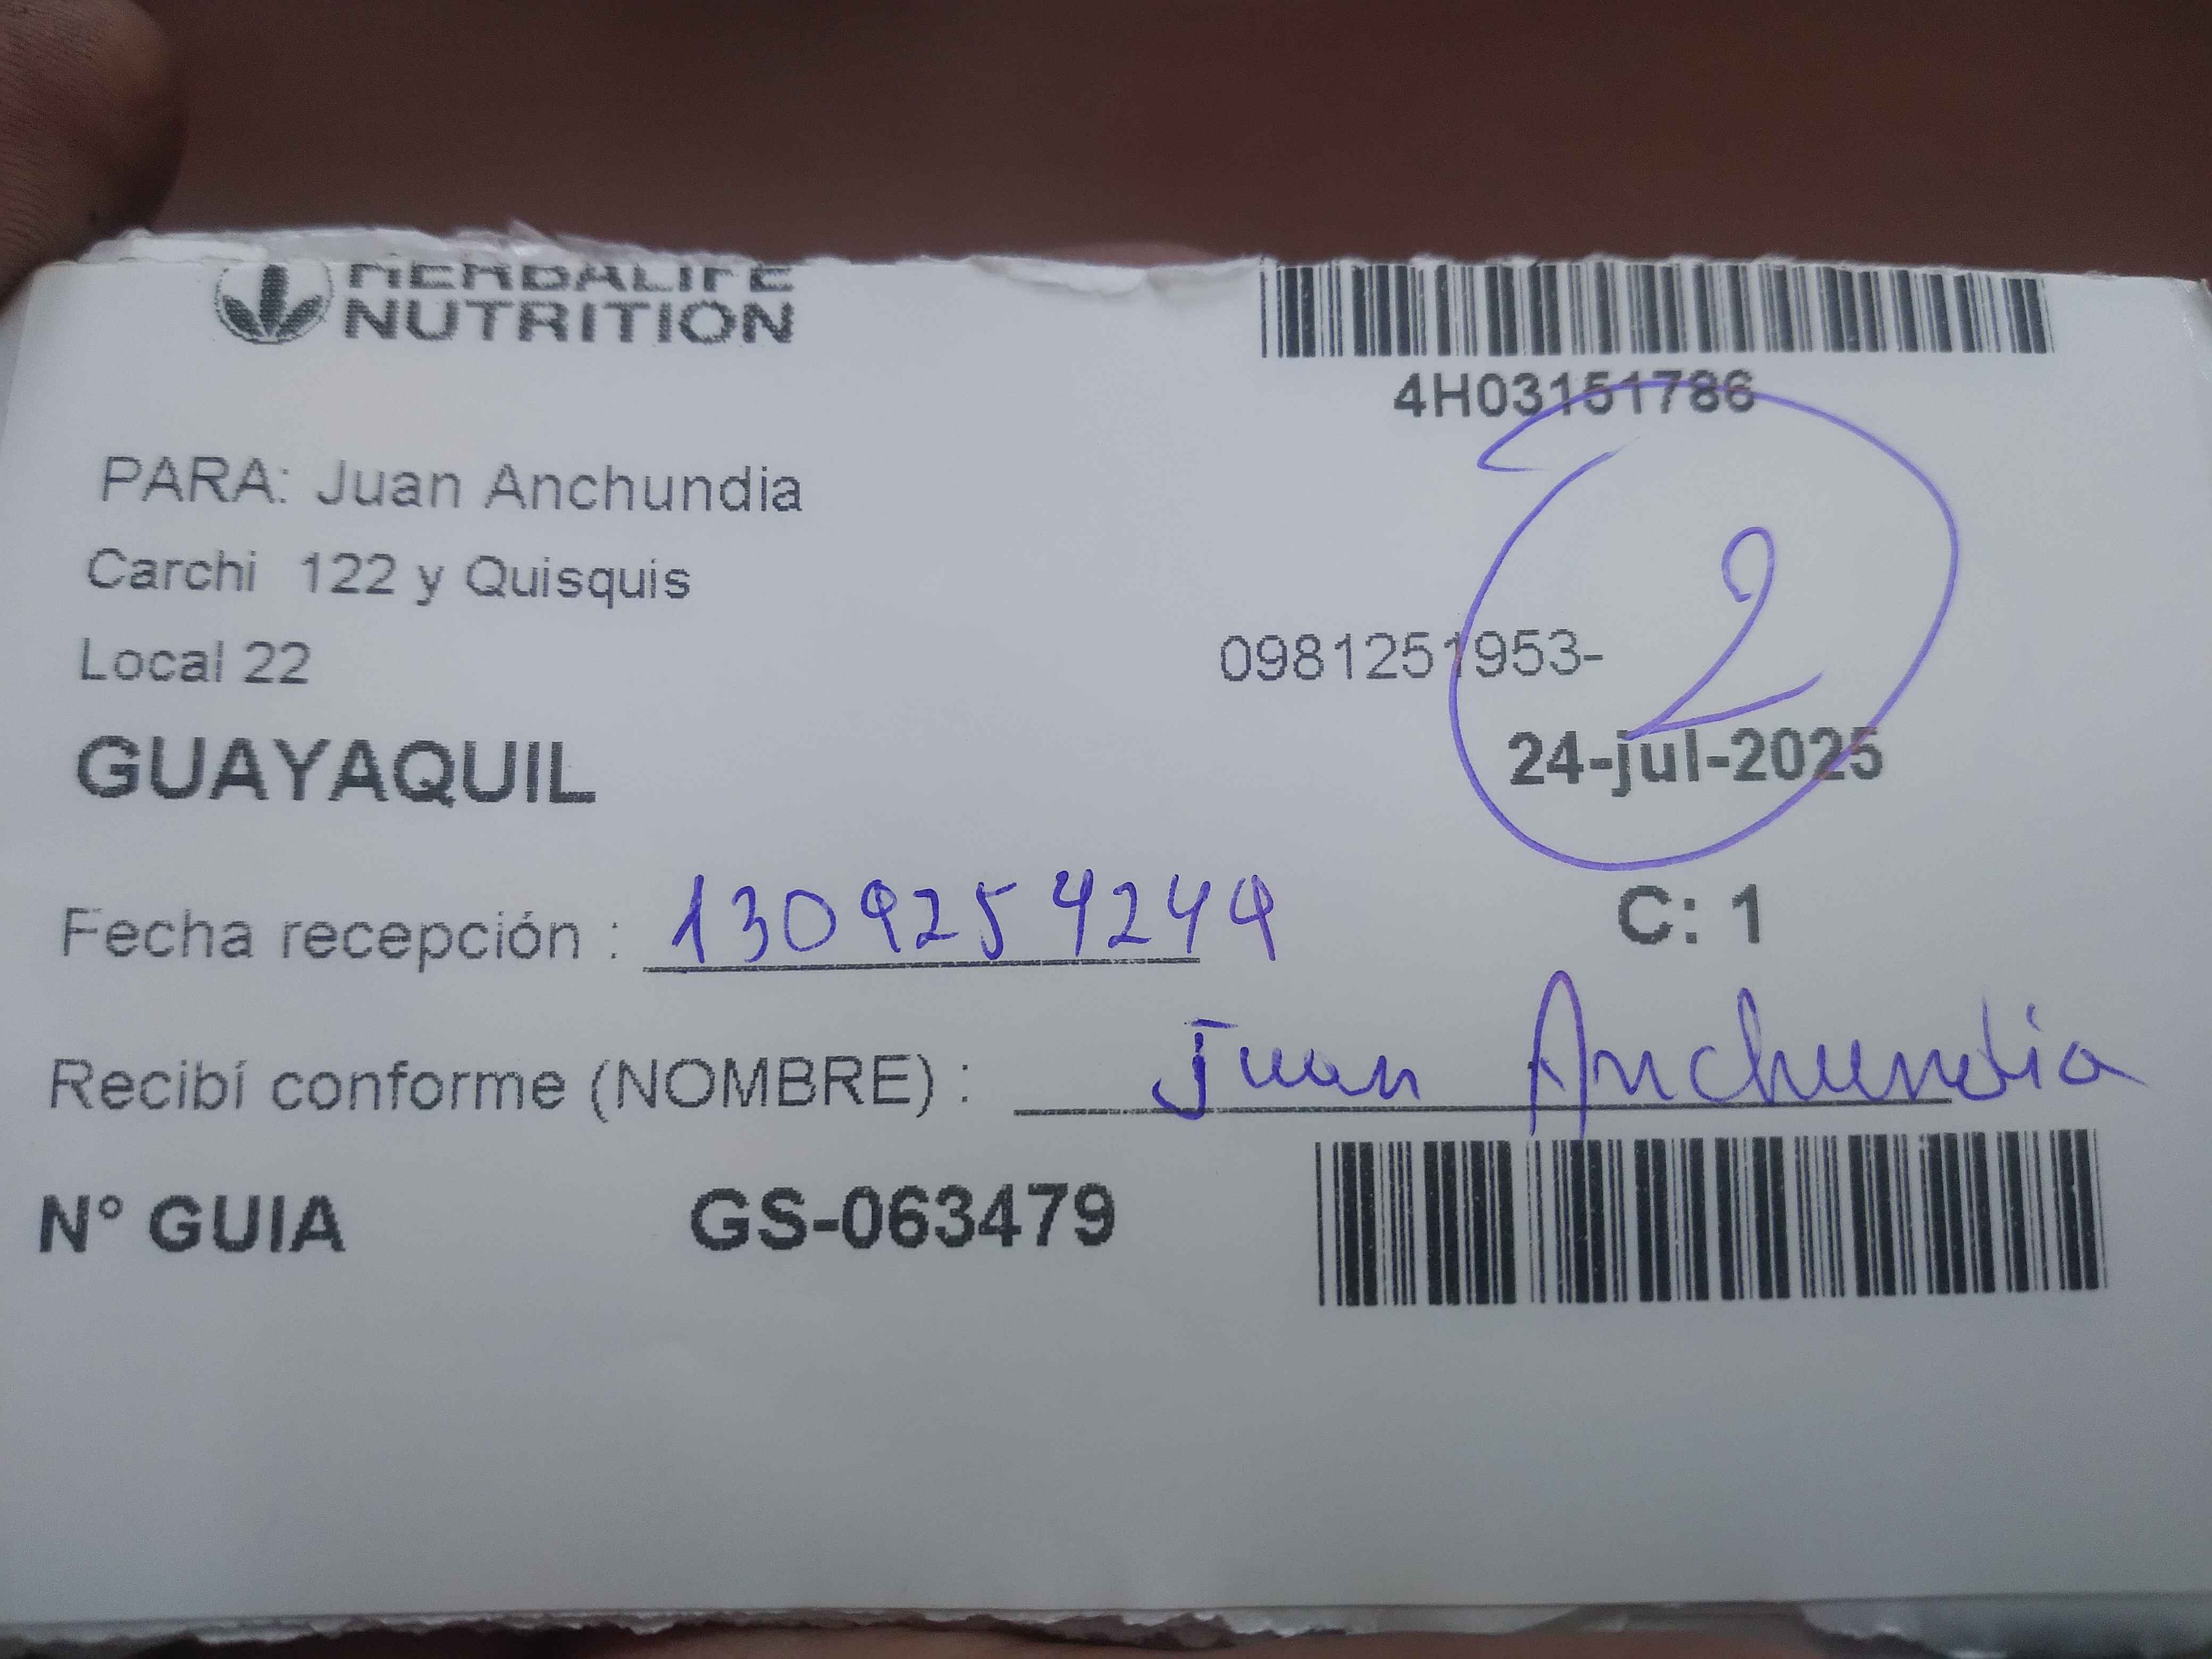 HERBALIFE
NUTRITION
4H03151786
PARA: Juan Anchundia
Carchi 122 y Quisquis
Local 22
0981251953-
2
GUAYAQUIL
24-jul-2025
Fecha recepción : 1309254244
C: 1
Recibí conforme (NOMBRE) : Juan Anchundia
N° GUIA GS-063479